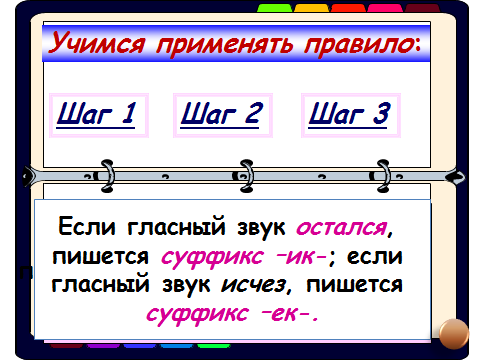 Учимся применять правило:
Шаг 1 Шаг 2 Шаг 3
Если гласный звук остался,
пишется суффикс –ик-; если
гласный звук исчез, пишется
суффикс –ек-.